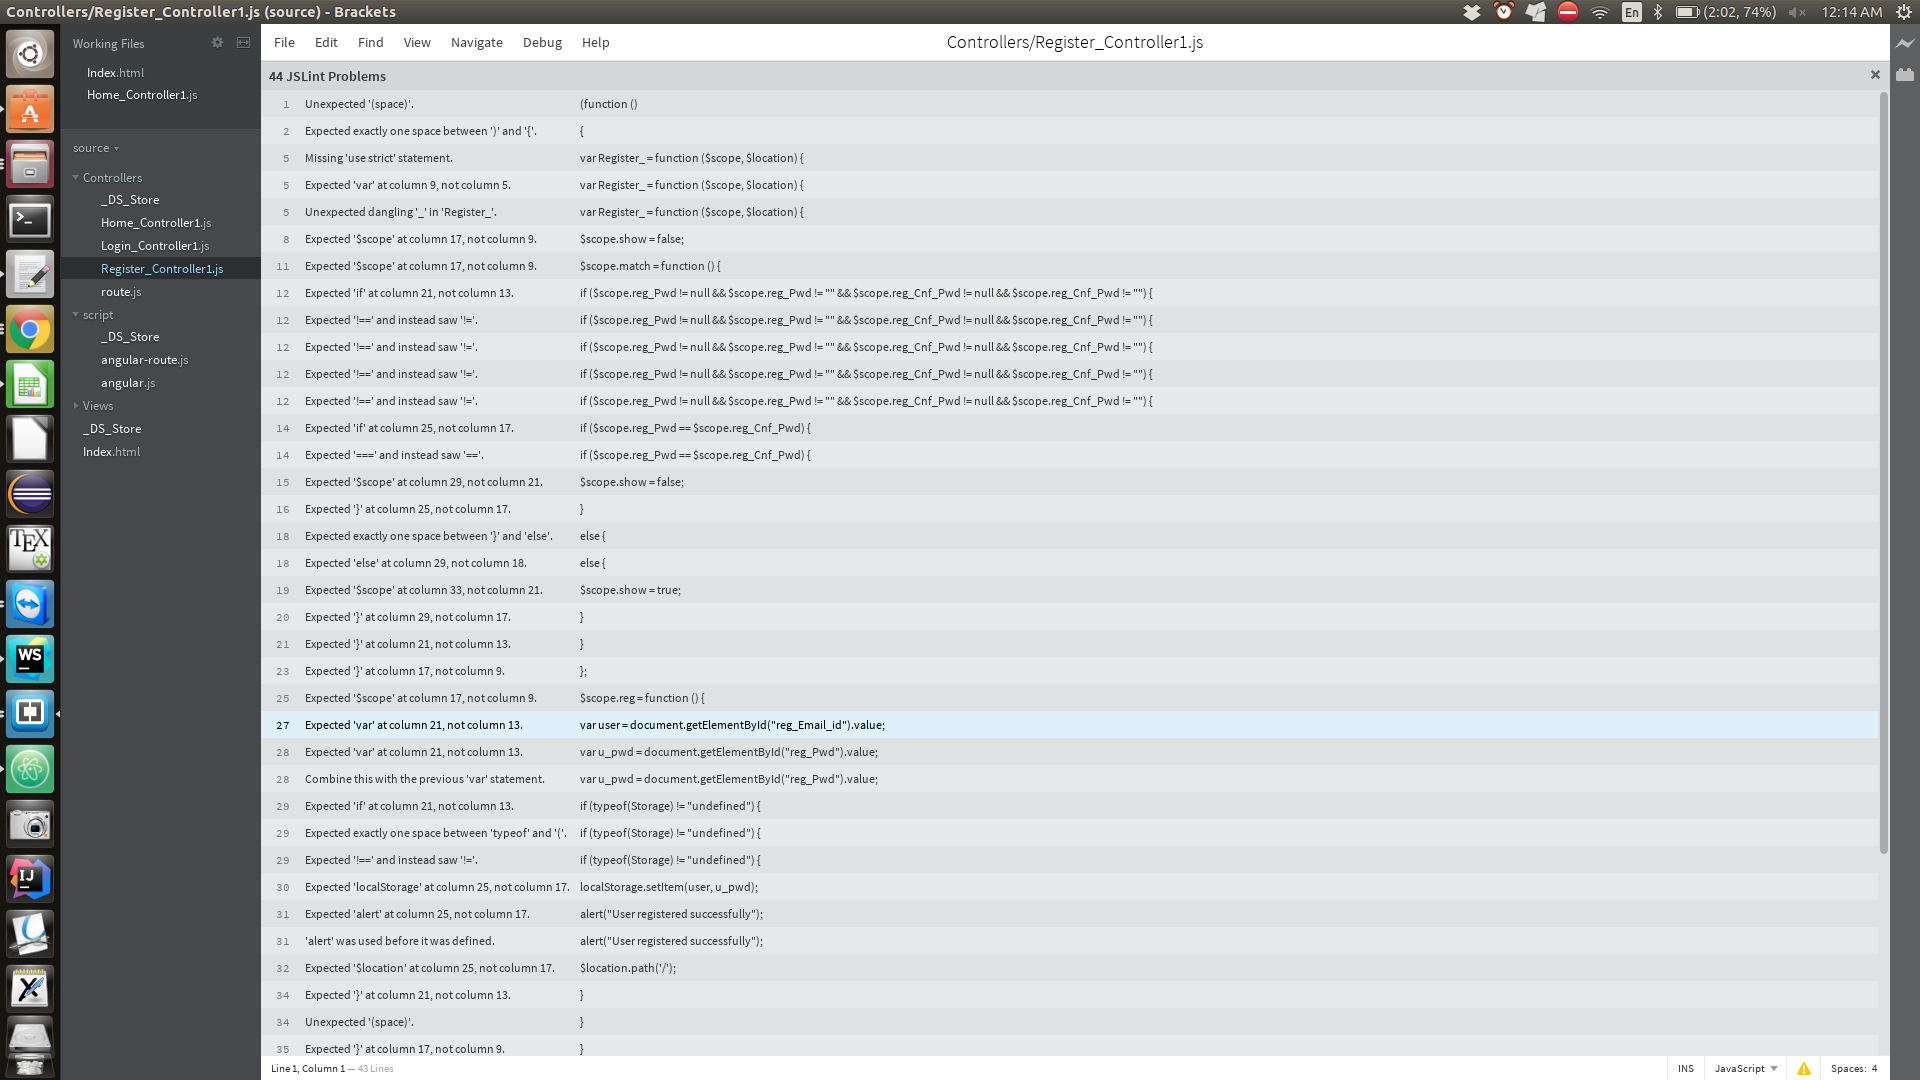 Controllers/Register_Controller1.js (source) - Brackets
En
(2:02, 74%)
12:14 AM
Working Files
Index.html
Home_Controller1.js
source
Controllers
_DS_Store
Home_Controller1.js
Login_Controller1.js
Register_Controller1.js
route.js
script
_DS_Store
angular-route.js
angular.js
Views
_DS_Store
Index.html
TEX
WS
IJ
File Edit Find View Navigate Debug Help
Controllers/Register_Controller1.js
44 JSLint Problems
1 Unexpected '(space)'. (function ()
2 Expected exactly one space between ')' and '{'. {
5 Missing 'use strict' statement. var Register_ = function ($scope, $location) {
5 Expected 'var' at column 9, not column 5. var Register_ = function ($scope, $location) {
5 Unexpected dangling '_' in 'Register_'. var Register_ = function ($scope, $location) {
8 Expected '$scope' at column 17, not column 9. $scope.show = false;
11 Expected '$scope' at column 17, not column 9. $scope.match = function () {
12 Expected 'if' at column 21, not column 13. if ($scope.reg_Pwd != null && $scope.reg_Pwd != "" && $scope.reg_Cnf_Pwd != null && $scope.reg_Cnf_Pwd != "") {
12 Expected '!==' and instead saw '!='. if ($scope.reg_Pwd != null && $scope.reg_Pwd != "" && $scope.reg_Cnf_Pwd != null && $scope.reg_Cnf_Pwd != "") {
12 Expected '!==' and instead saw '!='. if ($scope.reg_Pwd != null && $scope.reg_Pwd != "" && $scope.reg_Cnf_Pwd != null && $scope.reg_Cnf_Pwd != "") {
12 Expected '!==' and instead saw '!='. if ($scope.reg_Pwd != null && $scope.reg_Pwd != "" && $scope.reg_Cnf_Pwd != null && $scope.reg_Cnf_Pwd != "") {
12 Expected '!==' and instead saw '!='. if ($scope.reg_Pwd != null && $scope.reg_Pwd != "" && $scope.reg_Cnf_Pwd != null && $scope.reg_Cnf_Pwd != "") {
14 Expected 'if' at column 25, not column 17. if ($scope.reg_Pwd == $scope.reg_Cnf_Pwd) {
14 Expected '===' and instead saw '=='. if ($scope.reg_Pwd == $scope.reg_Cnf_Pwd) {
15 Expected '$scope' at column 29, not column 21. $scope.show = false;
16 Expected '}' at column 25, not column 17. }
18 Expected exactly one space between '}' and 'else'. else {
18 Expected 'else' at column 29, not column 18. else {
19 Expected '$scope' at column 33, not column 21. $scope.show = true;
20 Expected '}' at column 29, not column 17. }
21 Expected '}' at column 21, not column 13. }
23 Expected '}' at column 17, not column 9. };
25 Expected '$scope' at column 17, not column 9. $scope.reg = function () {
27 Expected 'var' at column 21, not column 13. var user = document.getElementById("reg_Email_id").value;
28 Expected 'var' at column 21, not column 13. var u_pwd = document.getElementById("reg_Pwd").value;
28 Combine this with the previous 'var' statement. var u_pwd = document.getElementById("reg_Pwd").value;
29 Expected 'if' at column 21, not column 13. if (typeof(Storage) != "undefined") {
29 Expected exactly one space between 'typeof' and '('. if (typeof(Storage) != "undefined") {
29 Expected '!==' and instead saw '!='. if (typeof(Storage) != "undefined") {
30 Expected 'localStorage' at column 25, not column 17. localStorage.setItem(user, u_pwd);
31 Expected 'alert' at column 25, not column 17. alert("User registered successfully");
31 'alert' was used before it was defined. alert("User registered successfully");
32 Expected '$location' at column 25, not column 17. $location.path('/');
34 Expected '}' at column 21, not column 13. }
34 Unexpected '(space)'. }
35 Expected '}' at column 17, not column 9. }
Line 1, Column 1 — 43 Lines
INS
JavaScript
Spaces: 4